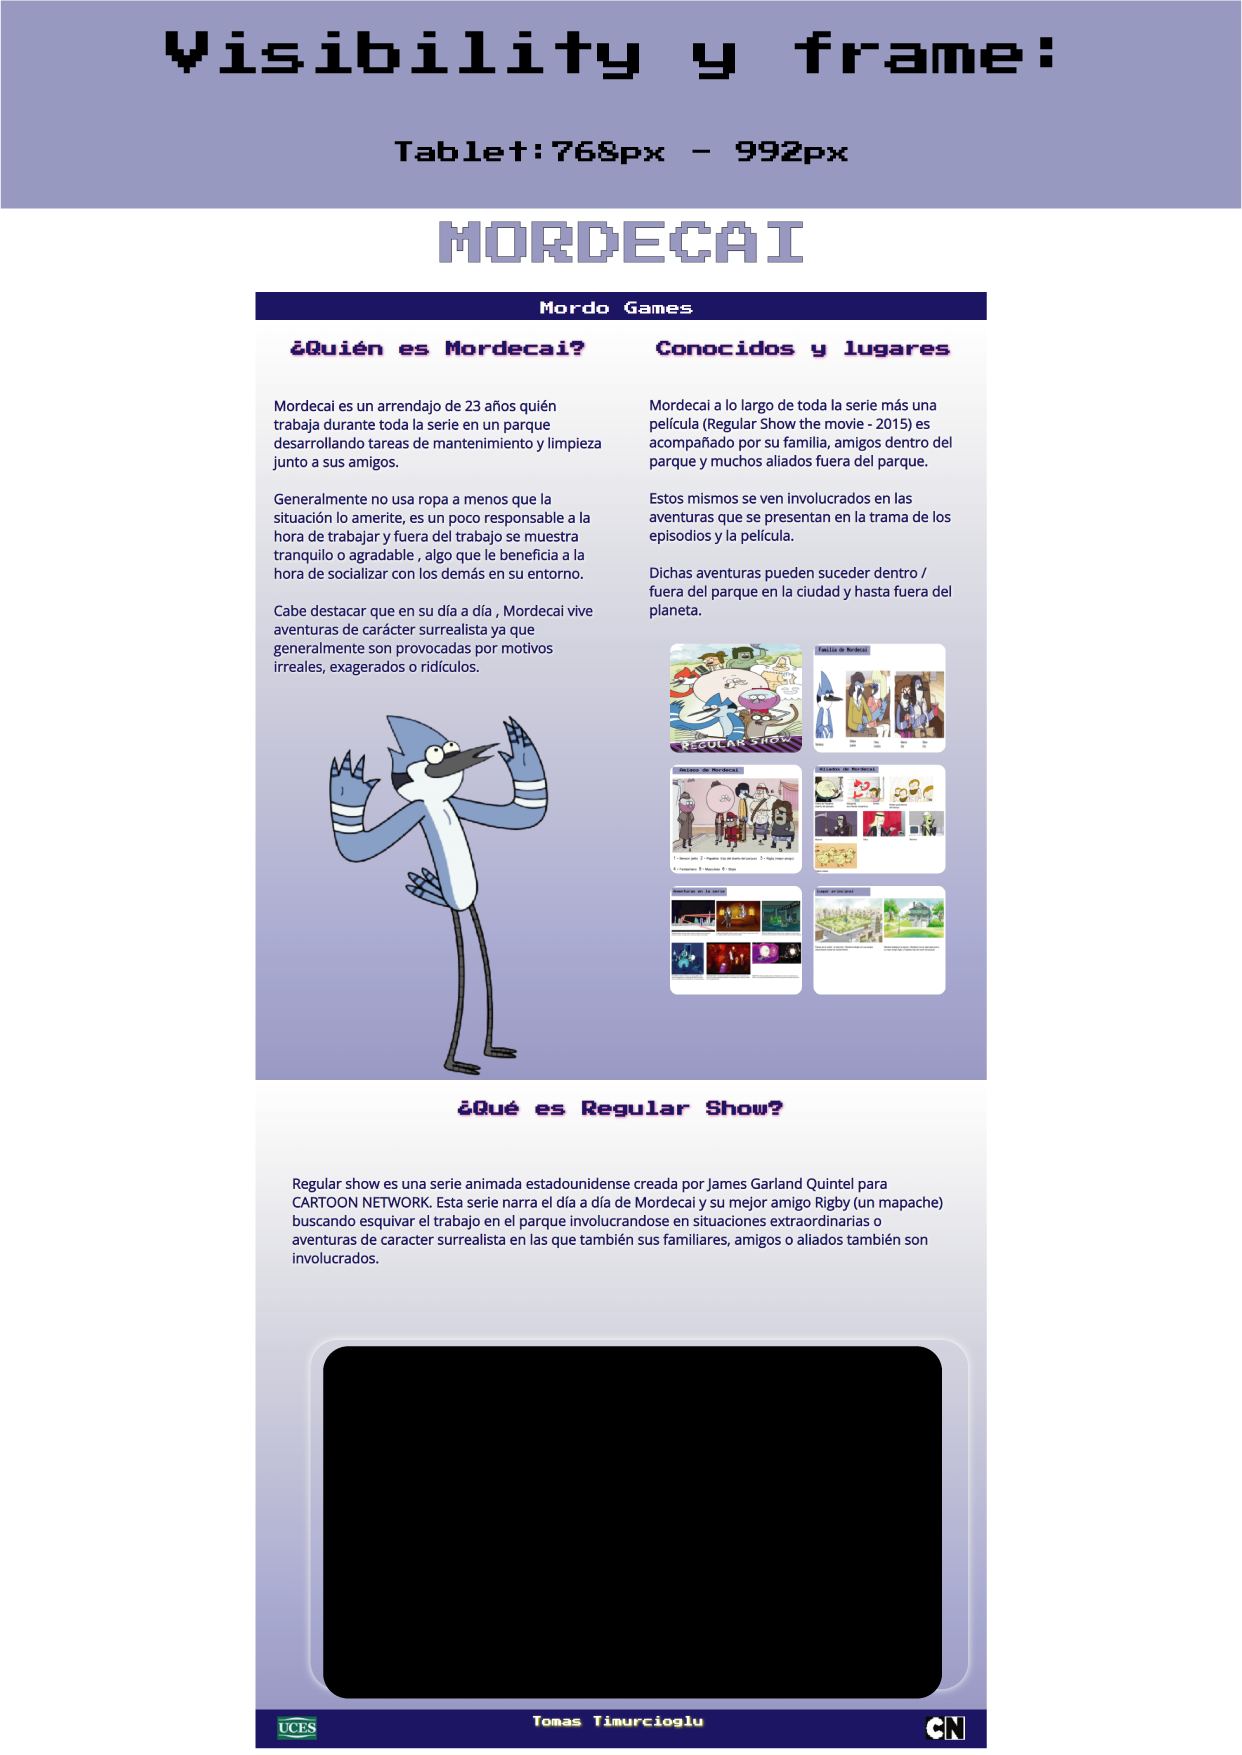 Visibility y frame:
Tablet:768px - 992px
MORDECAI
Mordo Games
¿Quién es Mordecai?
Mordecai es un arrendajo de 23 años quién
trabaja durante toda la serie en un parque
desarrollando tareas de mantenimiento y limpieza
junto a sus amigos.
Generalmente no usa ropa a menos que la
situación lo amerite, es un poco responsable a la
hora de trabajar y fuera del trabajo se muestra
tranquilo o agradable , algo que le beneficia a la
hora de socializar con los demás en su entorno.
Cabe destacar que en su día a día , Mordecai vive
aventuras de carácter surrealista ya que
generalmente son provocadas por motivos
irreales, exagerados o ridículos.
Conocidos y lugares
Mordecai a lo largo de toda la serie más una
película (Regular Show the movie - 2015) es
acompañado por su familia, amigos dentro del
parque y muchos aliados fuera del parque.
Estos mismos se ven involucrados en las
aventuras que se presentan en la trama de los
episodios y la película.
Dichas aventuras pueden suceder dentro /
fuera del parque en la ciudad y hasta fuera del
planeta.
REGULAR SHOW
Familia de Mordecai
Amigos de Mordecai
Aliados de Mordecai
Aventuras en la serie
Lugar principal
¿Qué es Regular Show?
Regular show es una serie animada estadounidense creada por James Garland Quintel para
CARTOON NETWORK. Esta serie narra el día a día de Mordecai y su mejor amigo Rigby (un mapache)
buscando esquivar el trabajo en el parque involucrandose en situaciones extraordinarias o
aventuras de caracter surrealista en las que también sus familiares, amigos o aliados también son
involucrados.
UCES
Tomas Timurcioglu
CN